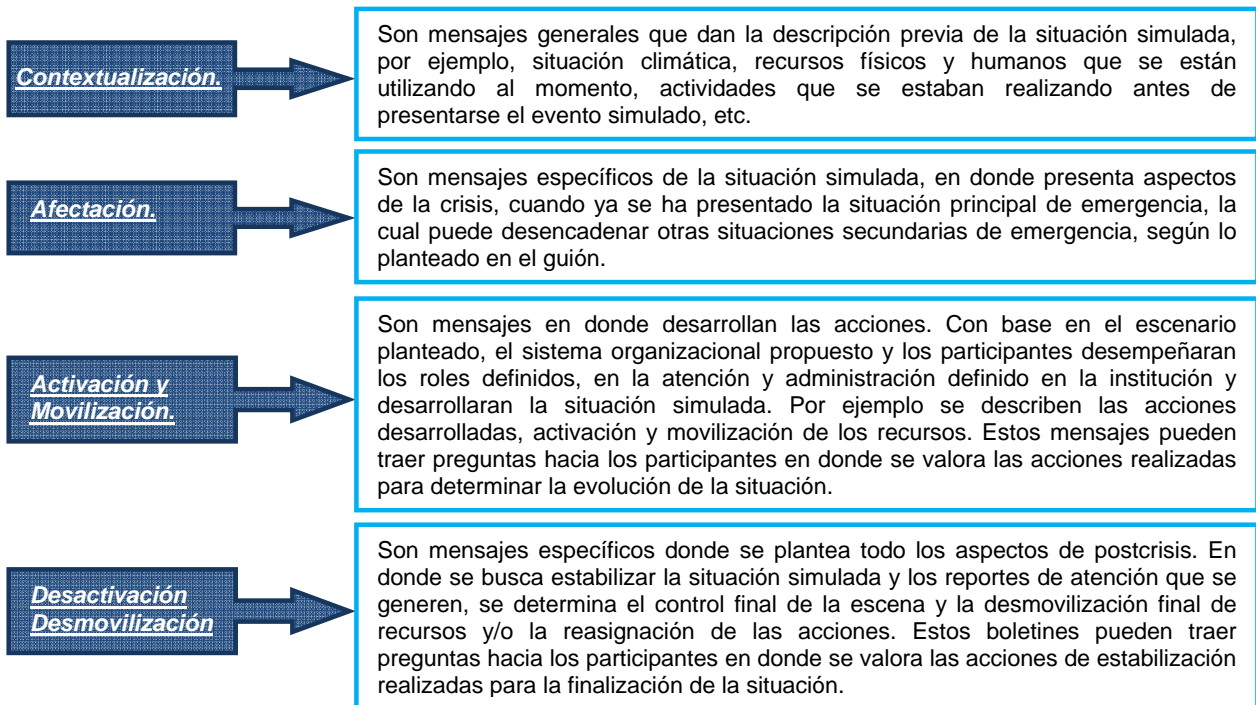 Contextualización.
Son mensajes generales que dan la descripción previa de la situación simulada,
por ejemplo, situación climática, recursos físicos y humanos que se están
utilizando al momento, actividades que se estaban realizando antes de
presentarse el evento simulado, etc.
Afectación.
Son mensajes específicos de la situación simulada, en donde presenta aspectos
de la crisis, cuando ya se ha presentado la situación principal de emergencia, la
cual puede desencadenar otras situaciones secundarias de emergencia, según lo
planteado en el guión.
Activación y
Movilización.
Son mensajes en donde desarrollan las acciones. Con base en el escenario
planteado, el sistema organizacional propuesto y los participantes desempeñaran
los roles definidos, en la atención y administración definido en la institución y
desarrollaran la situación simulada. Por ejemplo se describen las acciones
desarrolladas, activación y movilización de los recursos. Estos mensajes pueden
traer preguntas hacia los participantes en donde se valora las acciones realizadas
para determinar la evolución de la situación.
Desactivación
Desmovilización
Son mensajes específicos donde se plantea todo los aspectos de postcrisis. En
donde se busca estabilizar la situación simulada y los reportes de atención que se
generen, se determina el control final de la escena y la desmovilización final de
recursos y/o la reasignación de las acciones. Estos boletines pueden traer
preguntas hacia los participantes en donde se valora las acciones de estabilización
realizadas para la finalización de la situación.